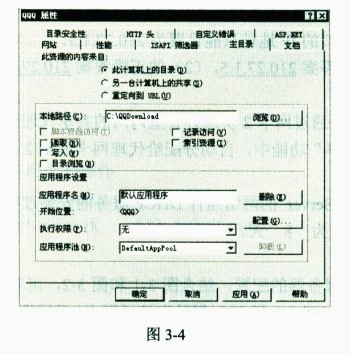 QQQ 属性
目录安全性 HTTP 头 自定义错误 ASP.NET
网站 性能 ISAPI 筛选器 主目录 文档
此资源的内容来自:
此计算机上的目录(D)
另一台计算机上的共享(S)
重定向到 URL(U)
本地路径(C): C:\QQDownload 浏览(O)...
脚本资源访问(T) 记录访问(V)
读取(R) 索引资源(I)
写入(W)
目录浏览(B)
应用程序设置
应用程序名(M): 默认应用程序 删除(E)
开始位置: <QQQ>
执行权限(P): 无 配置(G)...
应用程序池(N): DefaultAppPool 卸载(L)
确定 取消 应用(A) 帮助
图 3-4